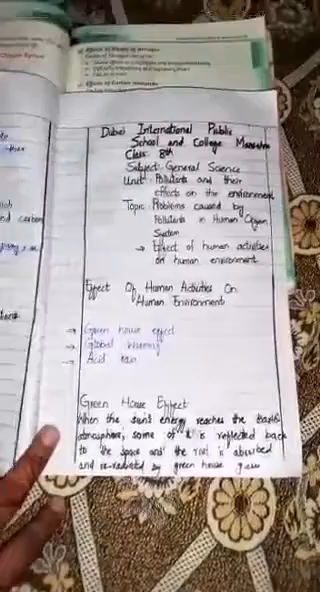 Effects of
Dubai International Public
School and College Mansehra
Class: 8th
Subject: General Science
Unit: Pollutants and their
effects on the environment
Topic: Problems caused by
Pollutants in Human Organ
System
→ Effect of human activities
on human environment
Effect Of Human Activities On
Human Environment
→ Green house effect
→ Global Warming
→ Acid rain
Green House Effect
When the sun's energy reaches the Earth's
atmosphere, some of it is reflected back
to the space and the rest is absorbed
and re-radiated by green house gases